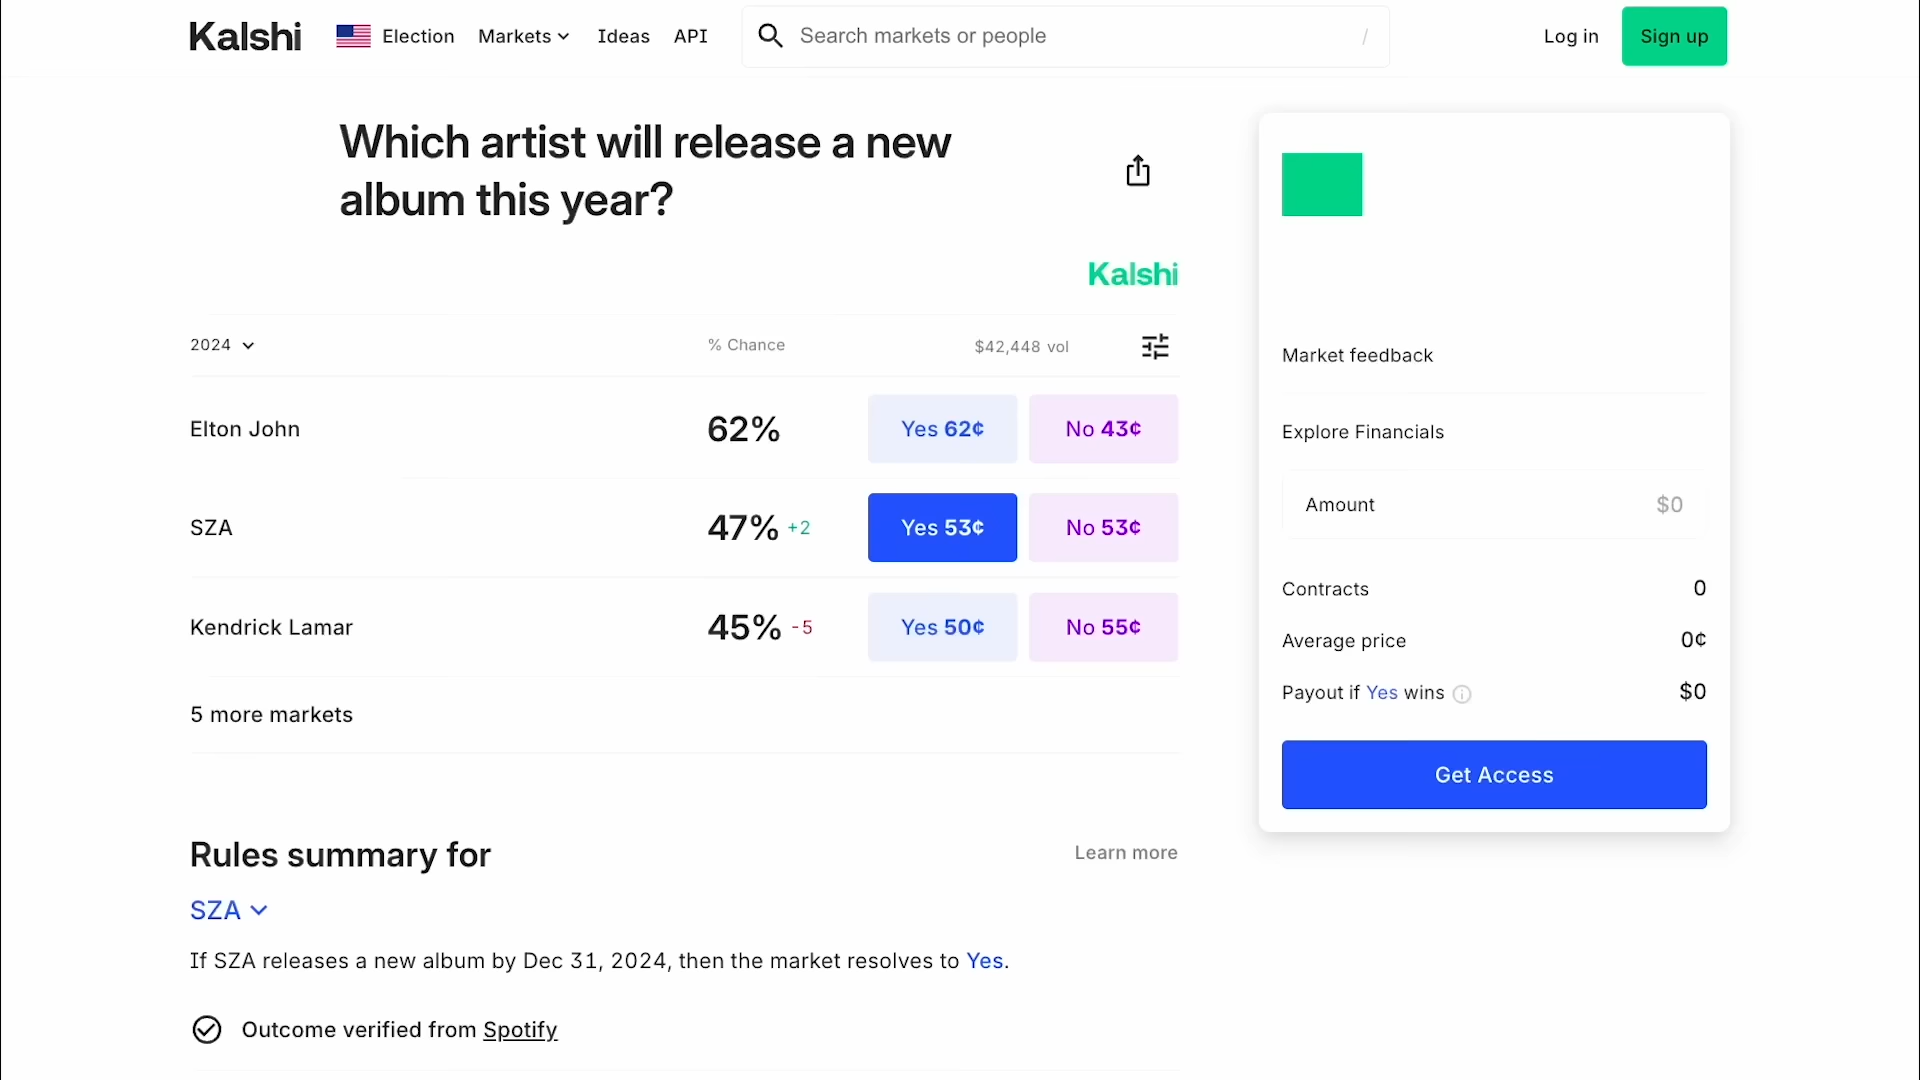 Kalshi
Election
Markets
Ideas
API
Search markets or people
/
Log in
Sign up
Which artist will release a new
album this year?
Kalshi
2024
% Chance
$42,448 vol
Elton John
62%
Yes 62¢
No 43¢
SZA
47% +2
Yes 53¢
No 53¢
Kendrick Lamar
45% -5
Yes 50¢
No 55¢
5 more markets
Rules summary for
Learn more
SZA
If SZA releases a new album by Dec 31, 2024, then the market resolves to Yes.
Outcome verified from Spotify
Market feedback
Explore Financials
Amount
$0
Contracts
0
Average price
0¢
Payout if Yes wins
$0
Get Access